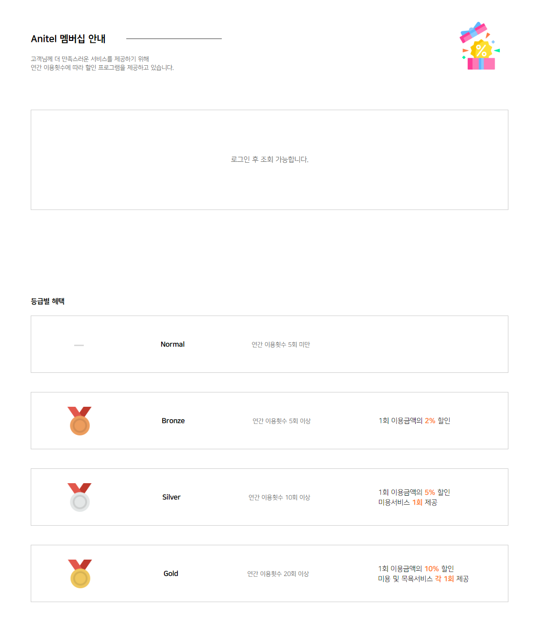 Anitel 멤버십 안내
고객님께 더 만족스러운 서비스를 제공하기 위해
연간 이용횟수에 따라 할인 프로그램을 제공하고 있습니다.
%
로그인 후 조회 가능합니다.
등급별 혜택
Normal 연간 이용횟수 5회 미만
Bronze 연간 이용횟수 5회 이상 1회 이용금액의 2% 할인
Silver 연간 이용횟수 10회 이상 1회 이용금액의 5% 할인
미용서비스 1회 제공
Gold 연간 이용횟수 20회 이상 1회 이용금액의 10% 할인
미용 및 목욕서비스 각 1회 제공